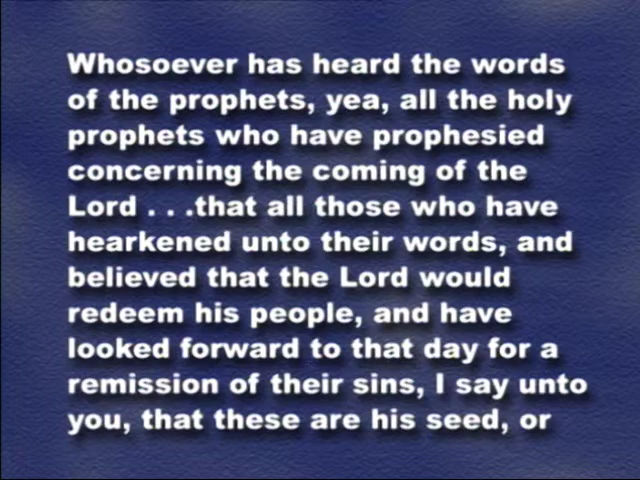 Whosoever has heard the words
of the prophets, yea, all the holy
prophets who have prophesied
concerning the coming of the
Lord . . .that all those who have
hearkened unto their words, and
believed that the Lord would
redeem his people, and have
looked forward to that day for a
remission of their sins, I say unto
you, that these are his seed, or